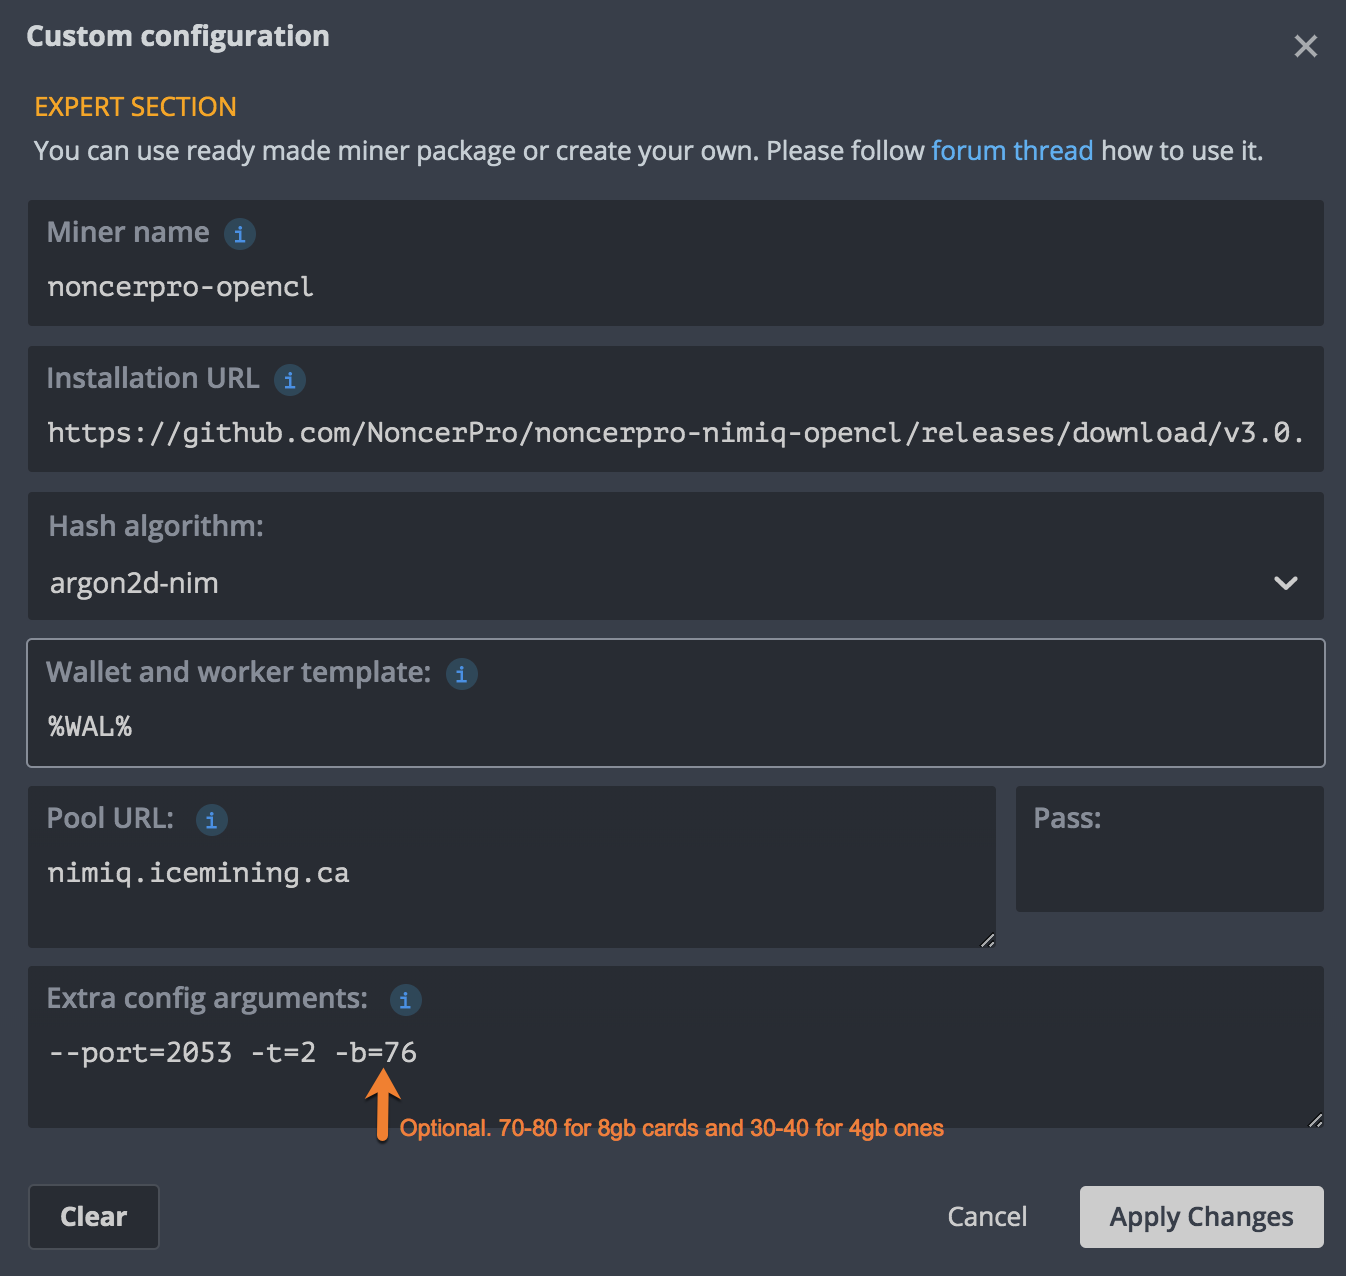 Custom configuration
EXPERT SECTION
You can use ready made miner package or create your own. Please follow forum thread how to use it.
Miner name i
noncerpro-opencl
Installation URL i
https://github.com/NoncerPro/noncerpro-nimiq-opencl/releases/download/v3.0.
Hash algorithm:
argon2d-nim
Wallet and worker template: i
%WAL%
Pool URL: i
nimiq.icemining.ca
Pass:
Extra config arguments: i
--port=2053 -t=2 -b=76
Optional. 70-80 for 8gb cards and 30-40 for 4gb ones
Clear
Cancel
Apply Changes